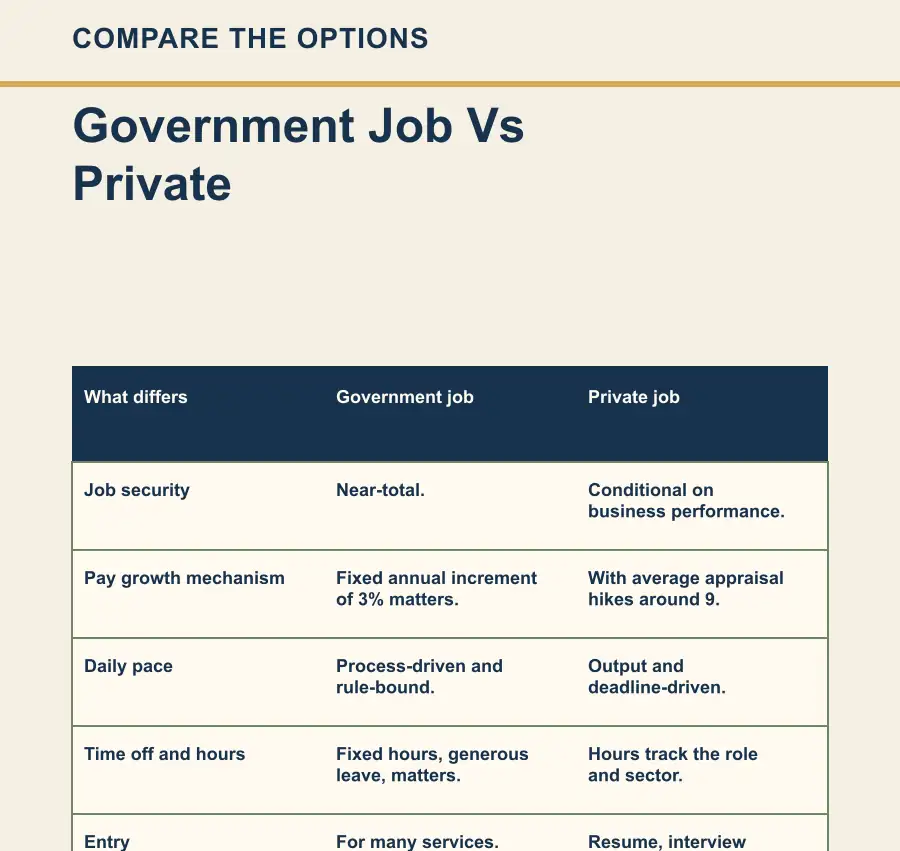 COMPARE THE OPTIONS
Government Job Vs
Private
What differs
Government job
Private job
Job security
Near-total.
Conditional on
business performance.
Pay growth mechanism
Fixed annual increment
of 3% matters.
With average appraisal
hikes around 9.
Daily pace
Process-driven and
rule-bound.
Output and
deadline-driven.
Time off and hours
Fixed hours, generous
leave, matters.
Hours track the role
and sector.
Entry
For many services.
Resume, interview